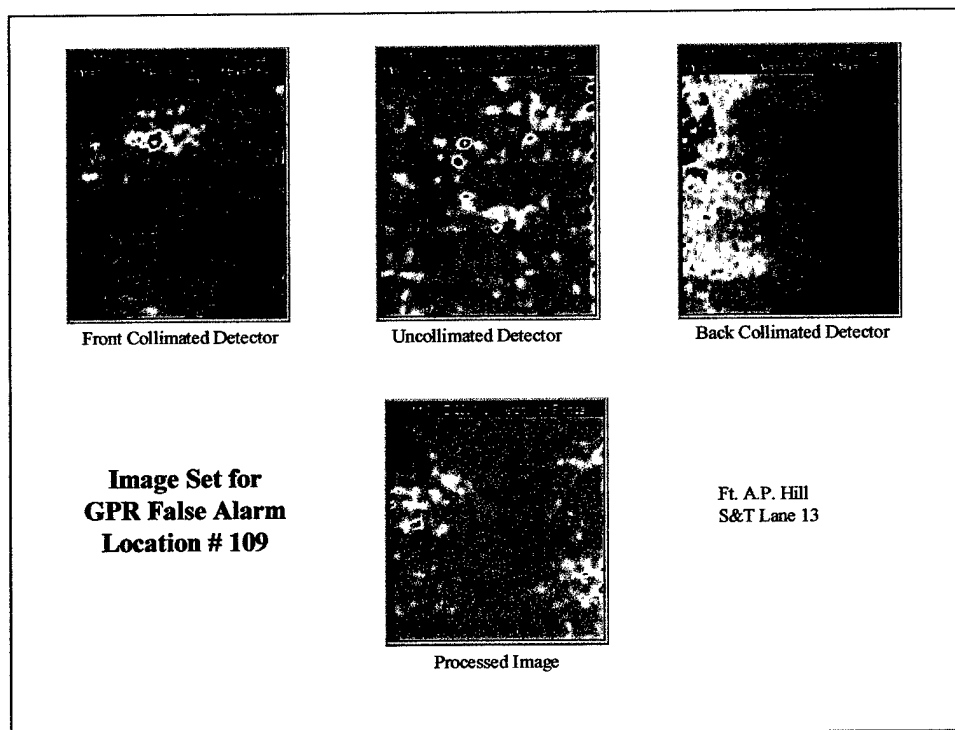 Front Collimated Detector
Uncollimated Detector
Back Collimated Detector
Image Set for
GPR False Alarm
Location # 109
Ft. A.P. Hill
S&T Lane 13
Processed Image